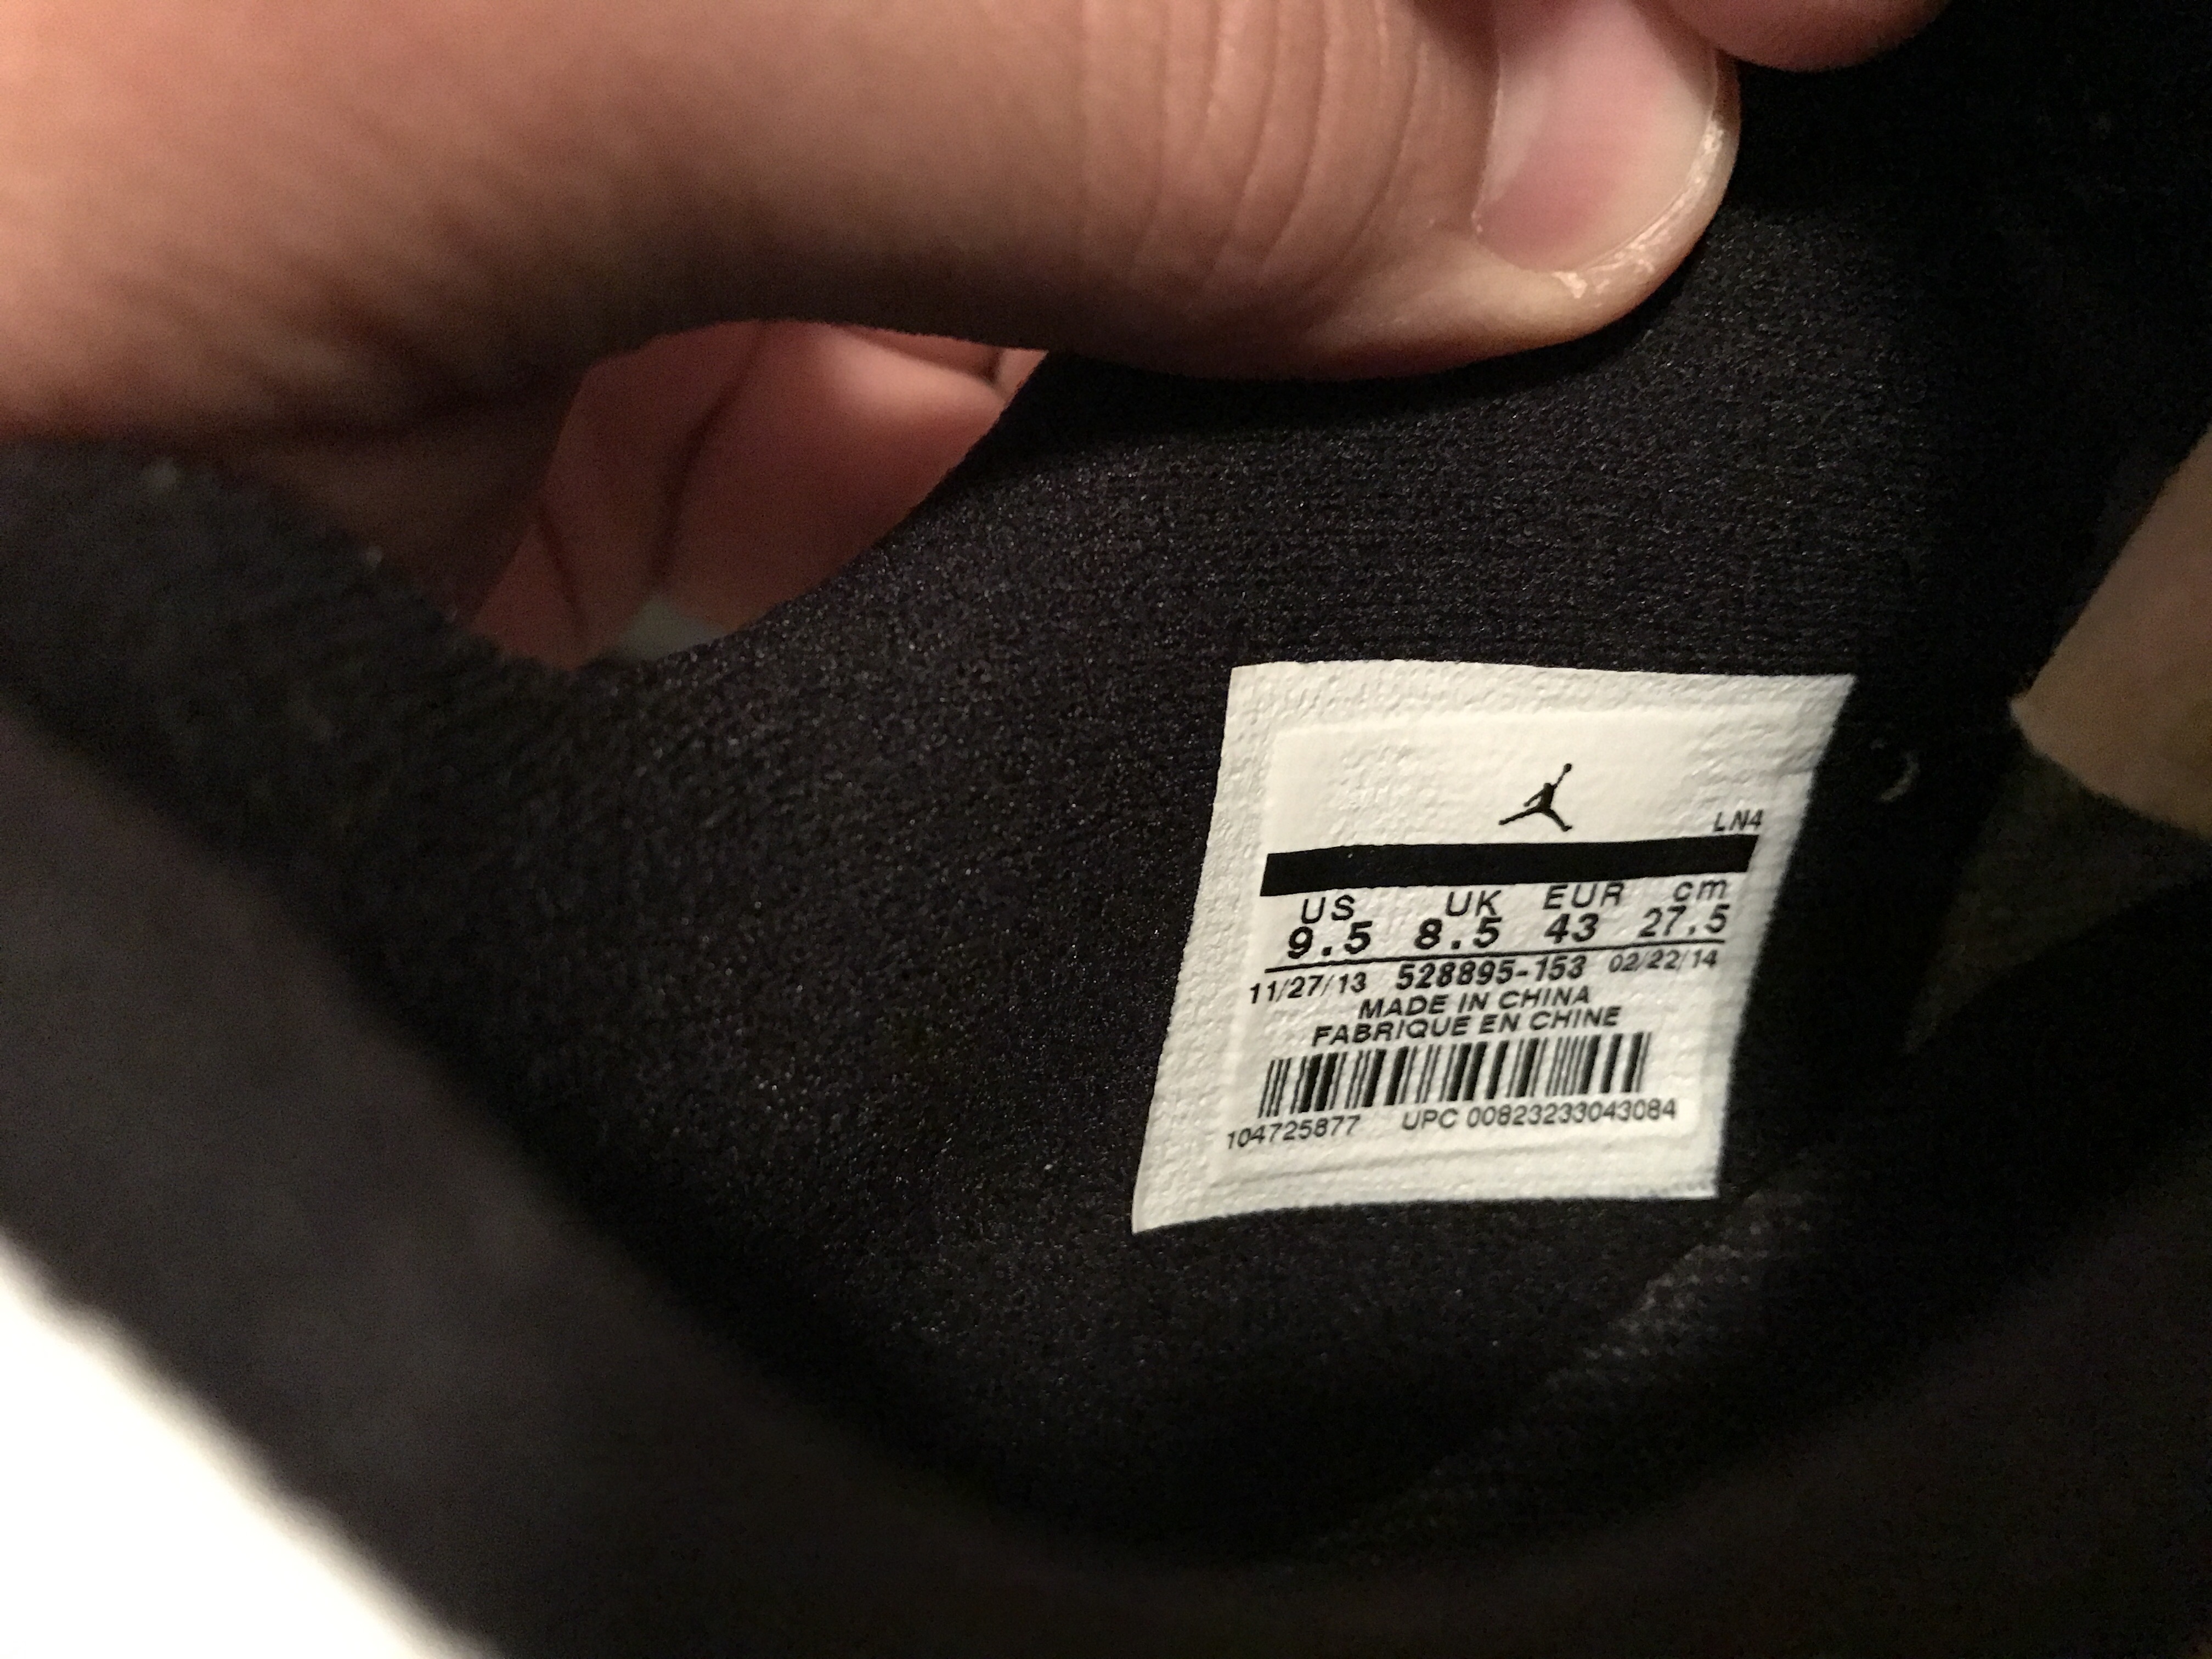 LN4
US UK EUR cm
9.5 8.5 43 27.5
11/27/13 528895-153 02/22/14
MADE IN CHINA
FABRIQUE EN CHINE
104725877 UPC 00823233043084